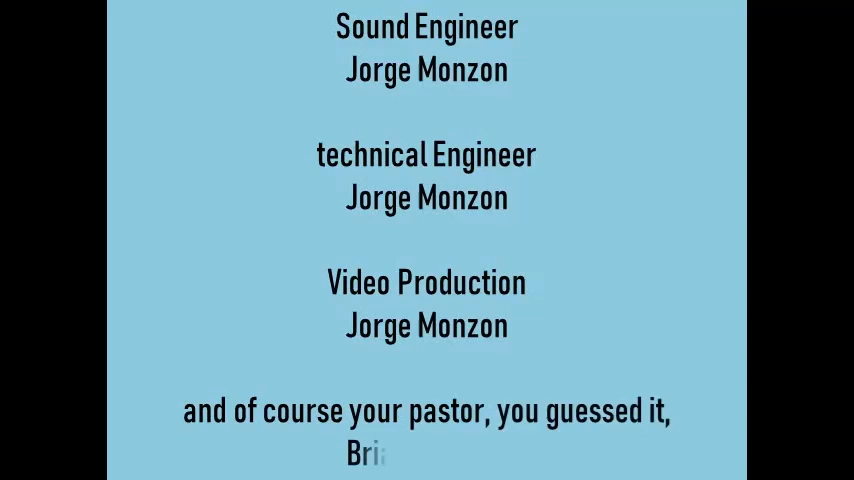 Sound Engineer
Jorge Monzon
technical Engineer
Jorge Monzon
Video Production
Jorge Monzon
and of course your pastor, you guessed it,
Bri